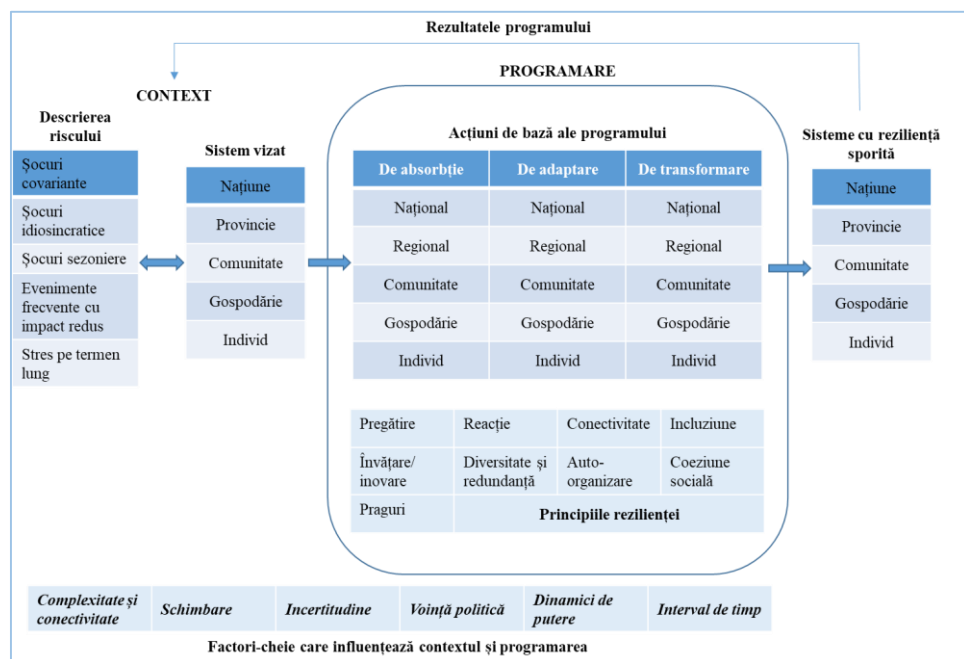 Rezultatele programului
PROGRAMARE
CONTEXT
Descrierea
riscului
Șocuri
covariante
Șocuri
idiosincratice
Șocuri sezoniere
Evenimente
frecvente cu
impact redus
Stres pe termen
lung
Sistem vizat
Națiune
Provincie
Comunitate
Gospodărie
Individ
Acțiuni de bază ale programului
De absorbție De adaptare De transformare
Național Național Național
Regional Regional Regional
Comunitate Comunitate Comunitate
Gospodărie Gospodărie Gospodărie
Individ Individ Individ
Pregătire Reacție Conectivitate Incluziune
Învățare/ Diversitate și Auto- Coeziune
inovare redundanță organizare socială
Praguri Principiile rezilienței
Sisteme cu reziliență
sporită
Națiune
Provincie
Comunitate
Gospodărie
Individ
Complexitate și
conectivitate
Schimbare
Incertitudine
Voință politică
Dinamici de
putere
Interval de timp
Factori-cheie care influențează contextul și programarea